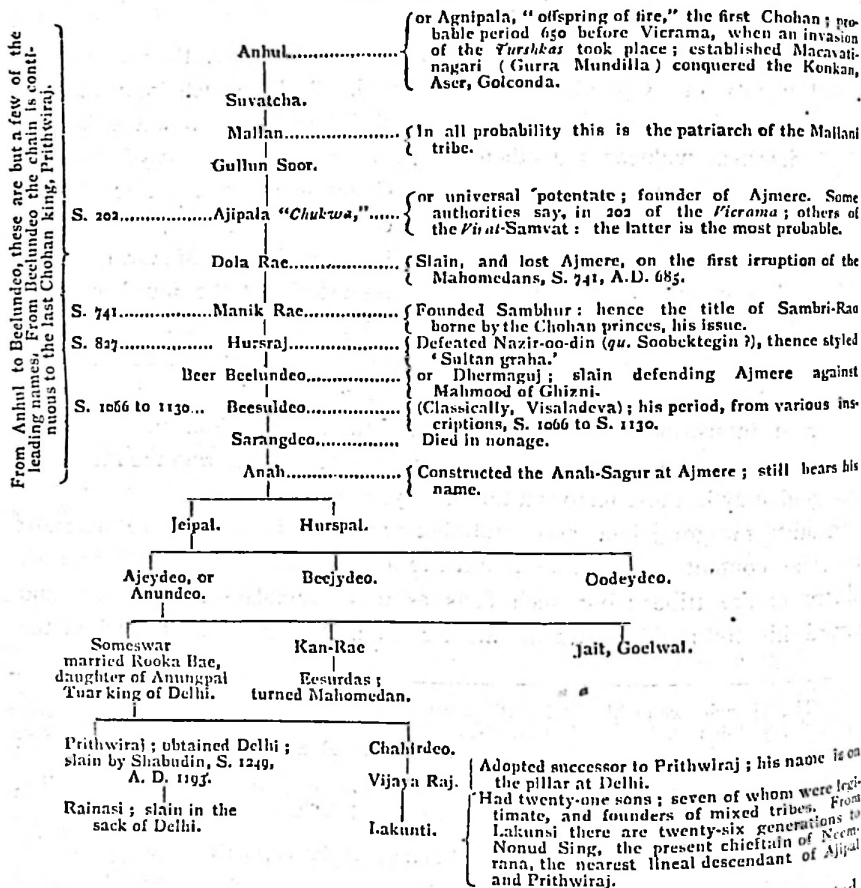 From Anhul to Beelundeo, these are but a few of the
leading names. From Beelundeo the chain is conti-
nuous to the last Chohan king, Prithwiraj.
Anhul
or Agnipala, "offspring of fire," the first Chohan; pro-
bable period 650 before Vicrama, when an invasion
of the Turshkas took place; established Macavati-
nagari (Gurra Mundilla) conquered the Konkan,
Aser, Golconda.
Suvatcha.
Mallan
In all probability this is the patriarch of the Mallani
tribe.
Gullun Soor.
S. 202 Ajipala "Chukwa,"
or universal potentate; founder of Ajmere. Some
authorities say, in 202 of the Vicrama; others of
the Virat-Samvat: the latter is the most probable.
Dola Rae
Slain, and lost Ajmere, on the first irruption of the
Mahomedans, S. 741, A.D. 685.
S. 741 Manik Rae
Founded Sambhur: hence the title of Sambri-Rao
borne by the Chohan princes, his issue.
S. 827 Hursraj
Defeated Nazir-oo-din (qu. Soobektegin?), thence styled
'Sultan graha.'
Beer Beelundeo
or Dhermaguj; slain defending Ajmere against
Mahmood of Ghizni.
S. 1066 to 1130... Beesuldeo
(Classically, Visaladeva); his period, from various ins-
criptions, S. 1066 to S. 1130.
Sarangdeo Died in nonage.
Anah
Constructed the Anah-Sagur at Ajmere; still bears his
name.
Jeipal. Hurspal.
Ajeydeo, or Beejydeo. Oodeydeo.
Anundeo.
Someswar Kan-Rae Jait, Goelwal.
married Rooka Bae,
daughter of Anungpal
Tuar king of Delhi.
Eesurdas;
turned Mahomedan.
Prithwiraj; obtained Delhi;
slain by Shabudin, S. 1249,
A. D. 1193.
Rainasi; slain in the
sack of Delhi.
Chahirdeo.
Vijaya Raj.
Adopted successor to Prithwiraj; his name is on
the pillar at Delhi.
Lakunti.
Had twenty-one sons; seven of whom were legi-
timate, and founders of mixed tribes. From
Lakunsi there are twenty-six generations to
Nonud Sing, the present chieftain of Neem-
rana, the nearest lineal descendant of Ajipal
and Prithwiraj.